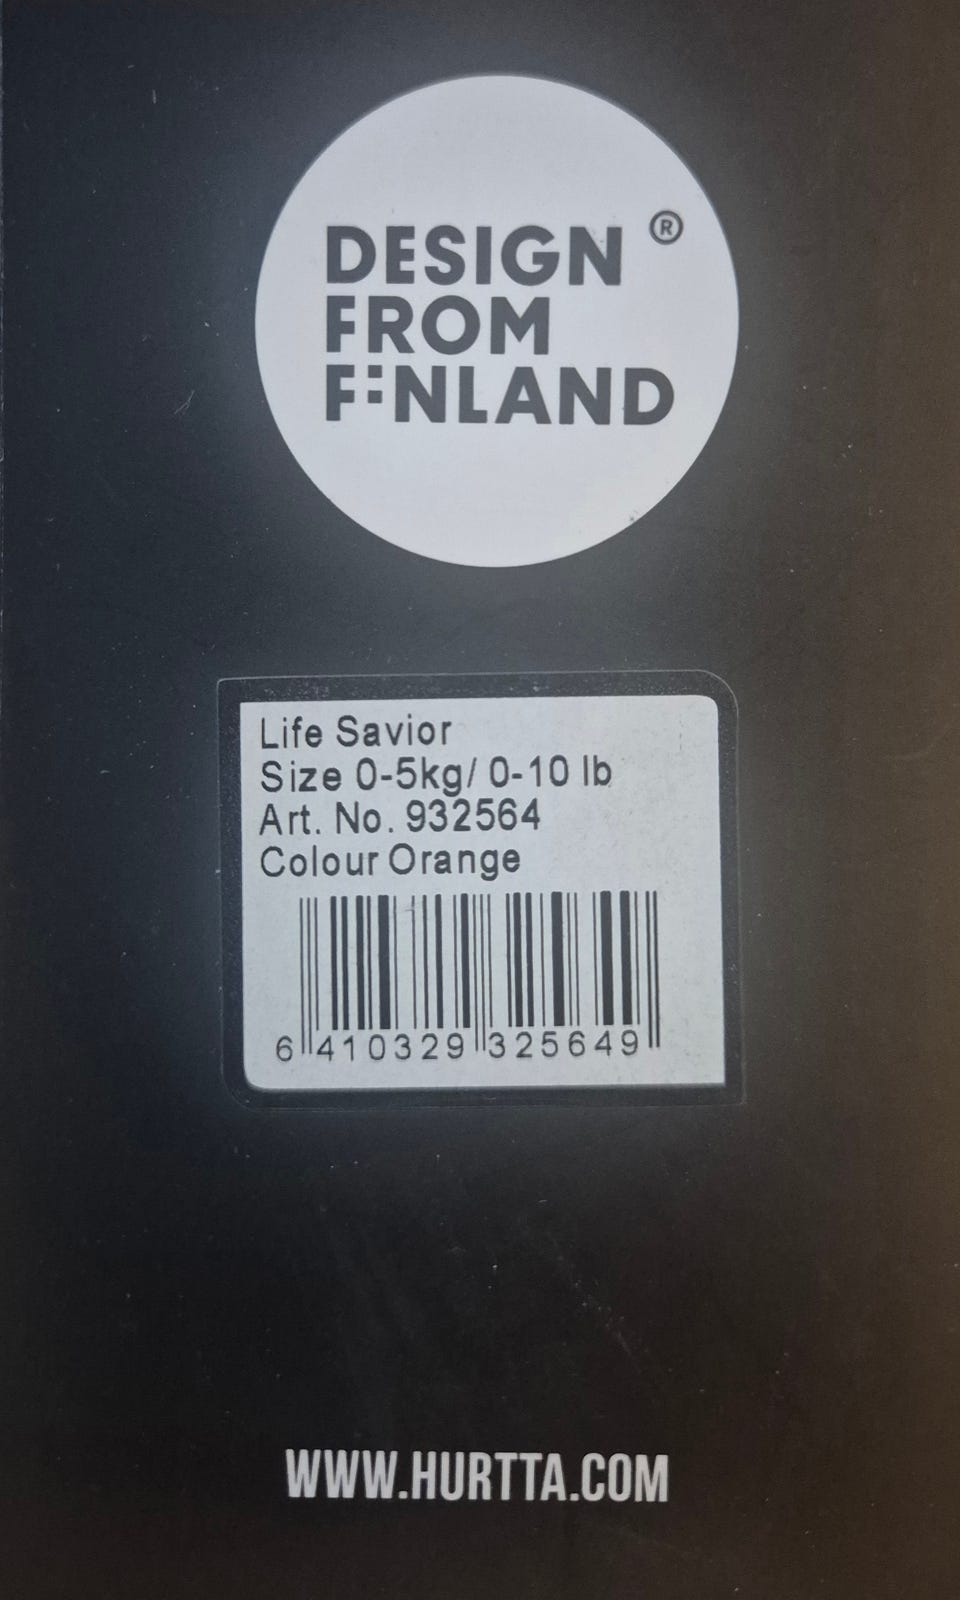 DESIGN ®
FROM
FINLAND
Life Savior
Size 0-5kg/ 0-10 lb
Art. No. 932564
Colour Orange
6 410329 325649
WWW.HURTTA.COM